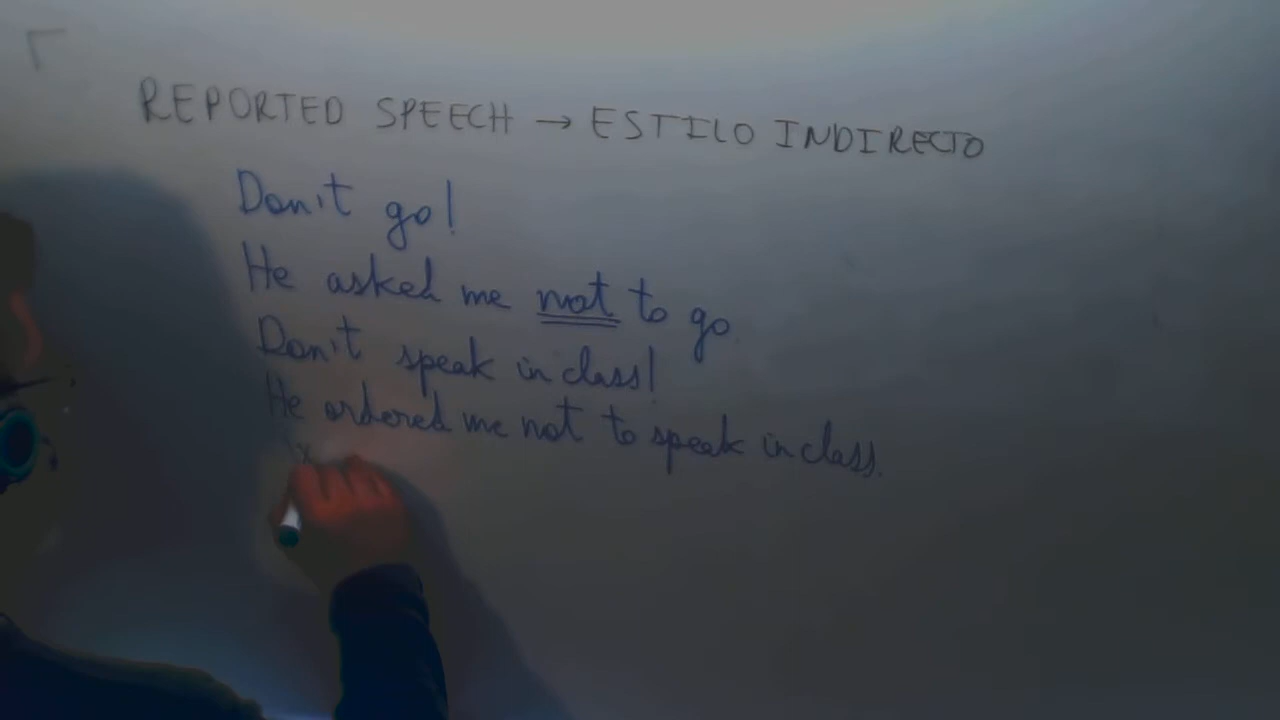 REPORTED SPEECH → ESTILO INDIRECTO
Don't go!
He asked me not to go.
Don't speak in class!
He ordered me not to speak in class.